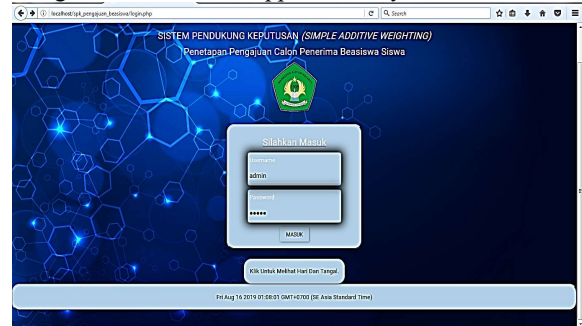 localhost/spk_pengajuan_beasiswa/login.php
Search
SISTEM PENDUKUNG KEPUTUSAN (SIMPLE ADDITIVE WEIGHTING)
Penetapan Pengajuan Calon Penerima Beasiswa Siswa
Silahkan Masuk
Username
admin
Password
•••••
MASUK
Klik Untuk Melihat Hari Dan Tangal.
Fri Aug 16 2019 01:08:01 GMT+0700 (SE Asia Standard Time)